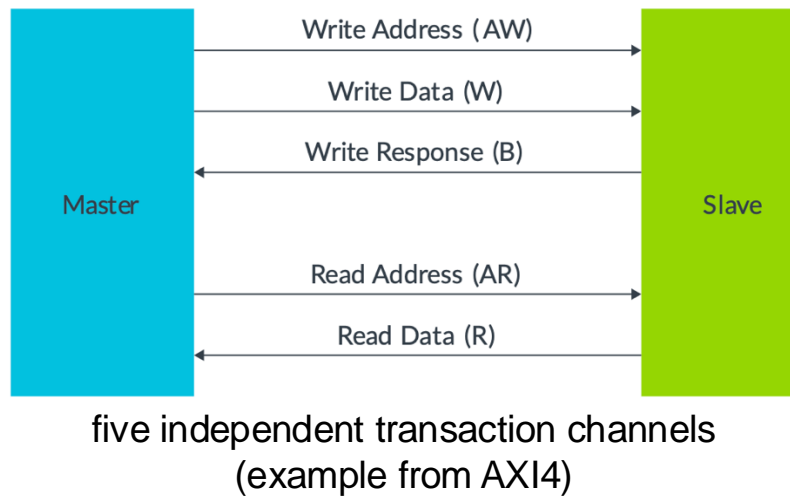 Write Address (AW)
Write Data (W)
Write Response (B)
Master
Slave
Read Address (AR)
Read Data (R)
five independent transaction channels
(example from AXI4)